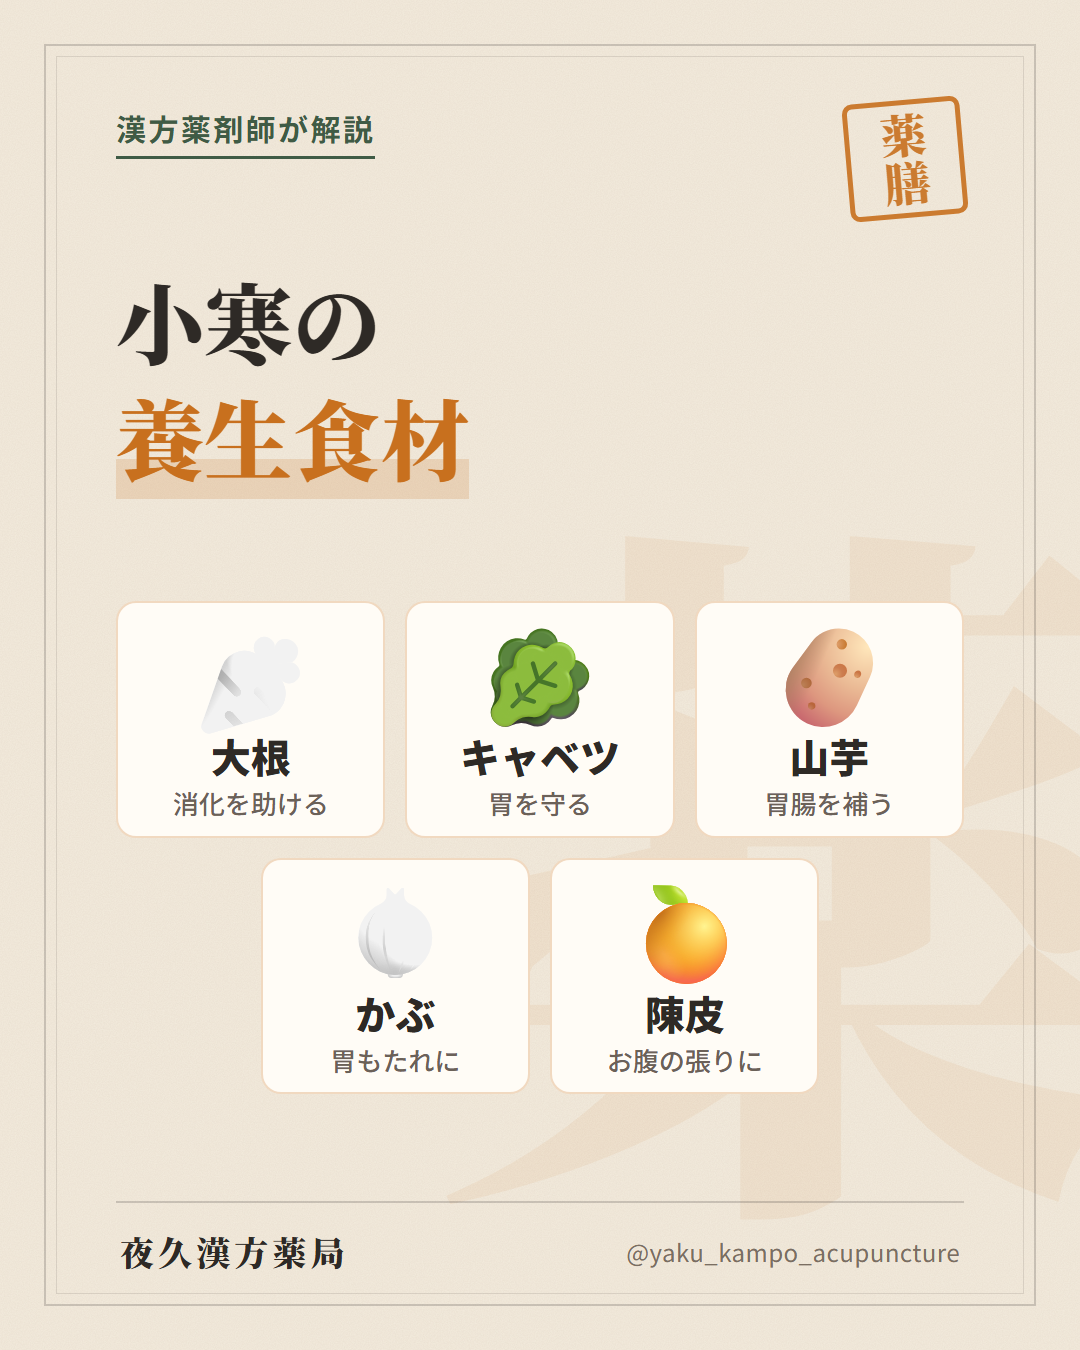 漢方薬剤師が解説
薬膳
小寒の
養生食材
大根
消化を助ける
キャベツ
胃を守る
山芋
胃腸を補う
かぶ
胃もたれに
陳皮
お腹の張りに
夜久漢方薬局
@yaku_kampo_acupuncture
薬